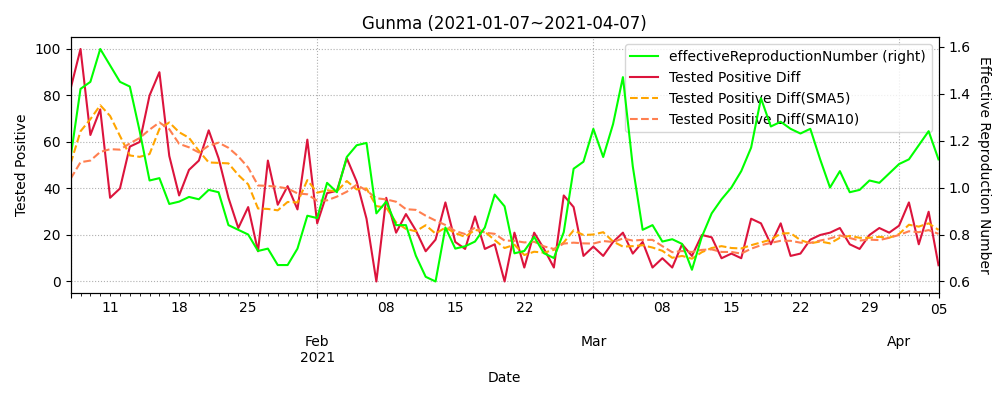 Gunma (2021-01-07~2021-04-07)
effectiveReproductionNumber (right)
Tested Positive Diff
Tested Positive Diff(SMA5)
Tested Positive Diff(SMA10)
Tested Positive
100
80
60
40
20
0
Effective Reproduction Number
1.6
1.4
1.2
1.0
0.8
0.6
11 18 25 08 15 22 08 15 22 29 05
Feb Mar Apr
2021
Date